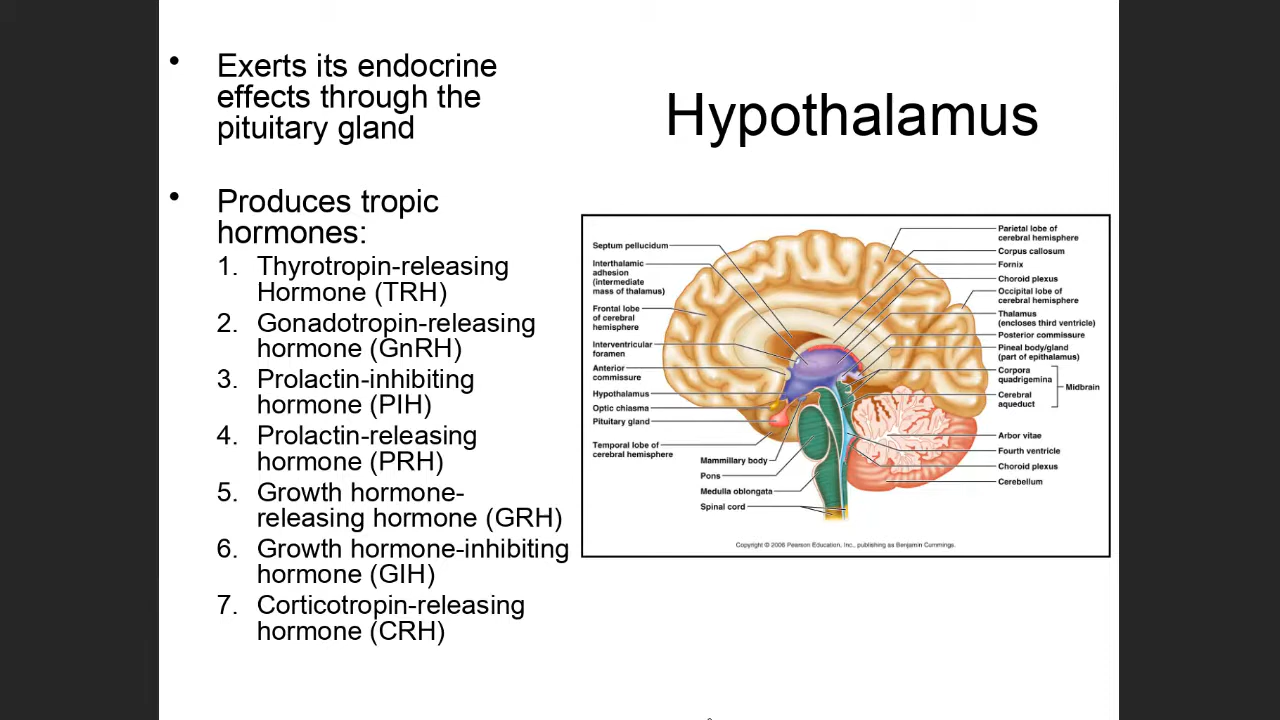 • Exerts its endocrine
effects through the
pituitary gland
• Produces tropic
hormones:
1. Thyrotropin-releasing
Hormone (TRH)
2. Gonadotropin-releasing
hormone (GnRH)
3. Prolactin-inhibiting
hormone (PIH)
4. Prolactin-releasing
hormone (PRH)
5. Growth hormone-
releasing hormone (GRH)
6. Growth hormone-inhibiting
hormone (GIH)
7. Corticotropin-releasing
hormone (CRH)
Hypothalamus
Septum pellucidum
Interthalamic
adhesion
(intermediate
mass of thalamus)
Frontal lobe
of cerebral
hemisphere
Interventricular
foramen
Anterior
commissure
Hypothalamus
Optic chiasma
Pituitary gland
Temporal lobe of
cerebral hemisphere
Mammillary body
Pons
Medulla oblongata
Spinal cord
Parietal lobe of
cerebral hemisphere
Corpus callosum
Fornix
Choroid plexus
Occipital lobe of
cerebral hemisphere
Thalamus
(encloses third ventricle)
Posterior commissure
Pineal body/gland
(part of epithalamus)
Corpora
quadrigemina
Midbrain
Cerebral
aqueduct
Arbor vitae
Fourth ventricle
Choroid plexus
Cerebellum
Copyright © 2006 Pearson Education, Inc., publishing as Benjamin Cummings.